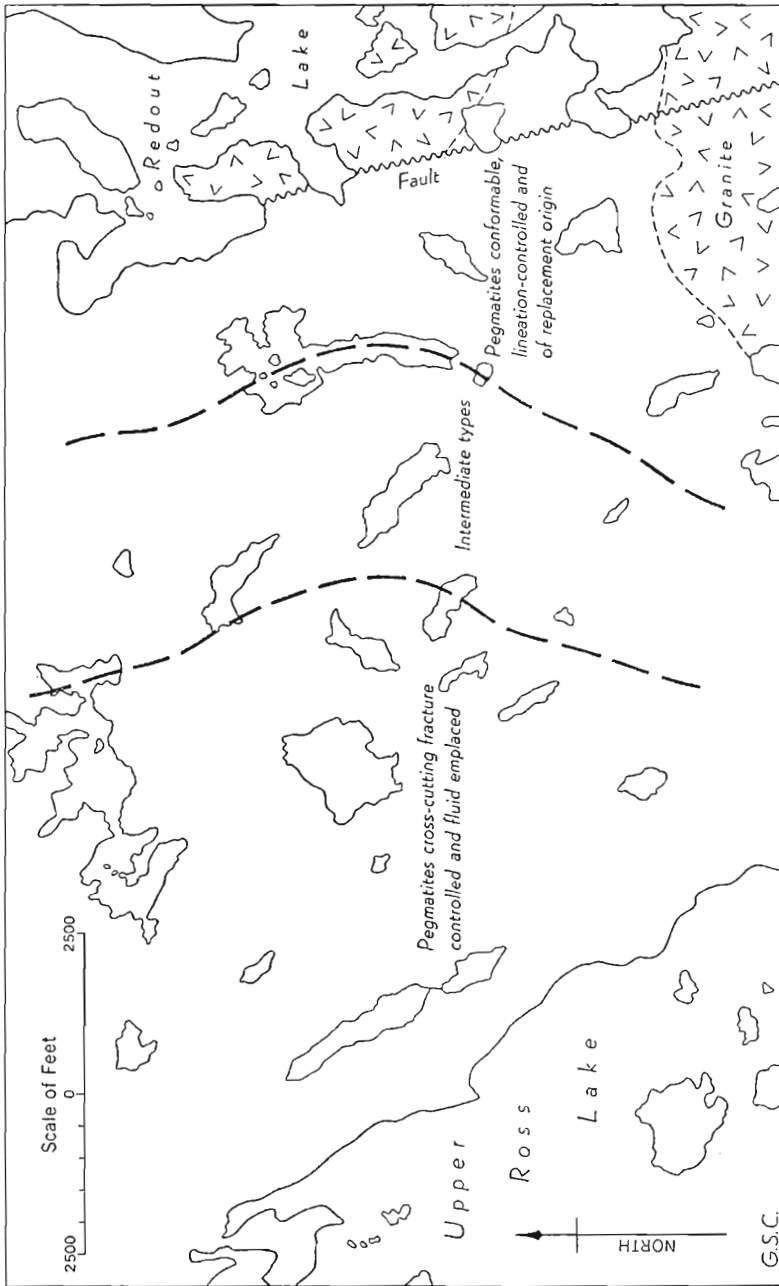 Scale of Feet
2500
0
2500
Redout
Lake
Fault
Pegmatites conformable,
lineation-controlled and
of replacement origin
Granite
Intermediate types
Pegmatites cross-cutting fracture
controlled and fluid emplaced
Upper
Ross
Lake
NORTH
G.S.C.